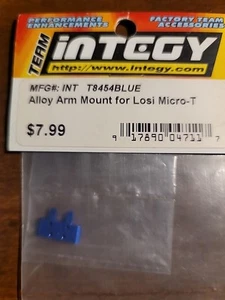 PERFORMANCE
ENHANCEMENTS
FACTORY TEAM
ACCESSORIES
TEAM
iNTEGY
http://www.integy.com
MFG#: INT T8454BLUE
Alloy Arm Mount for Losi Micro-T
$7.99
9 17890 04711 7